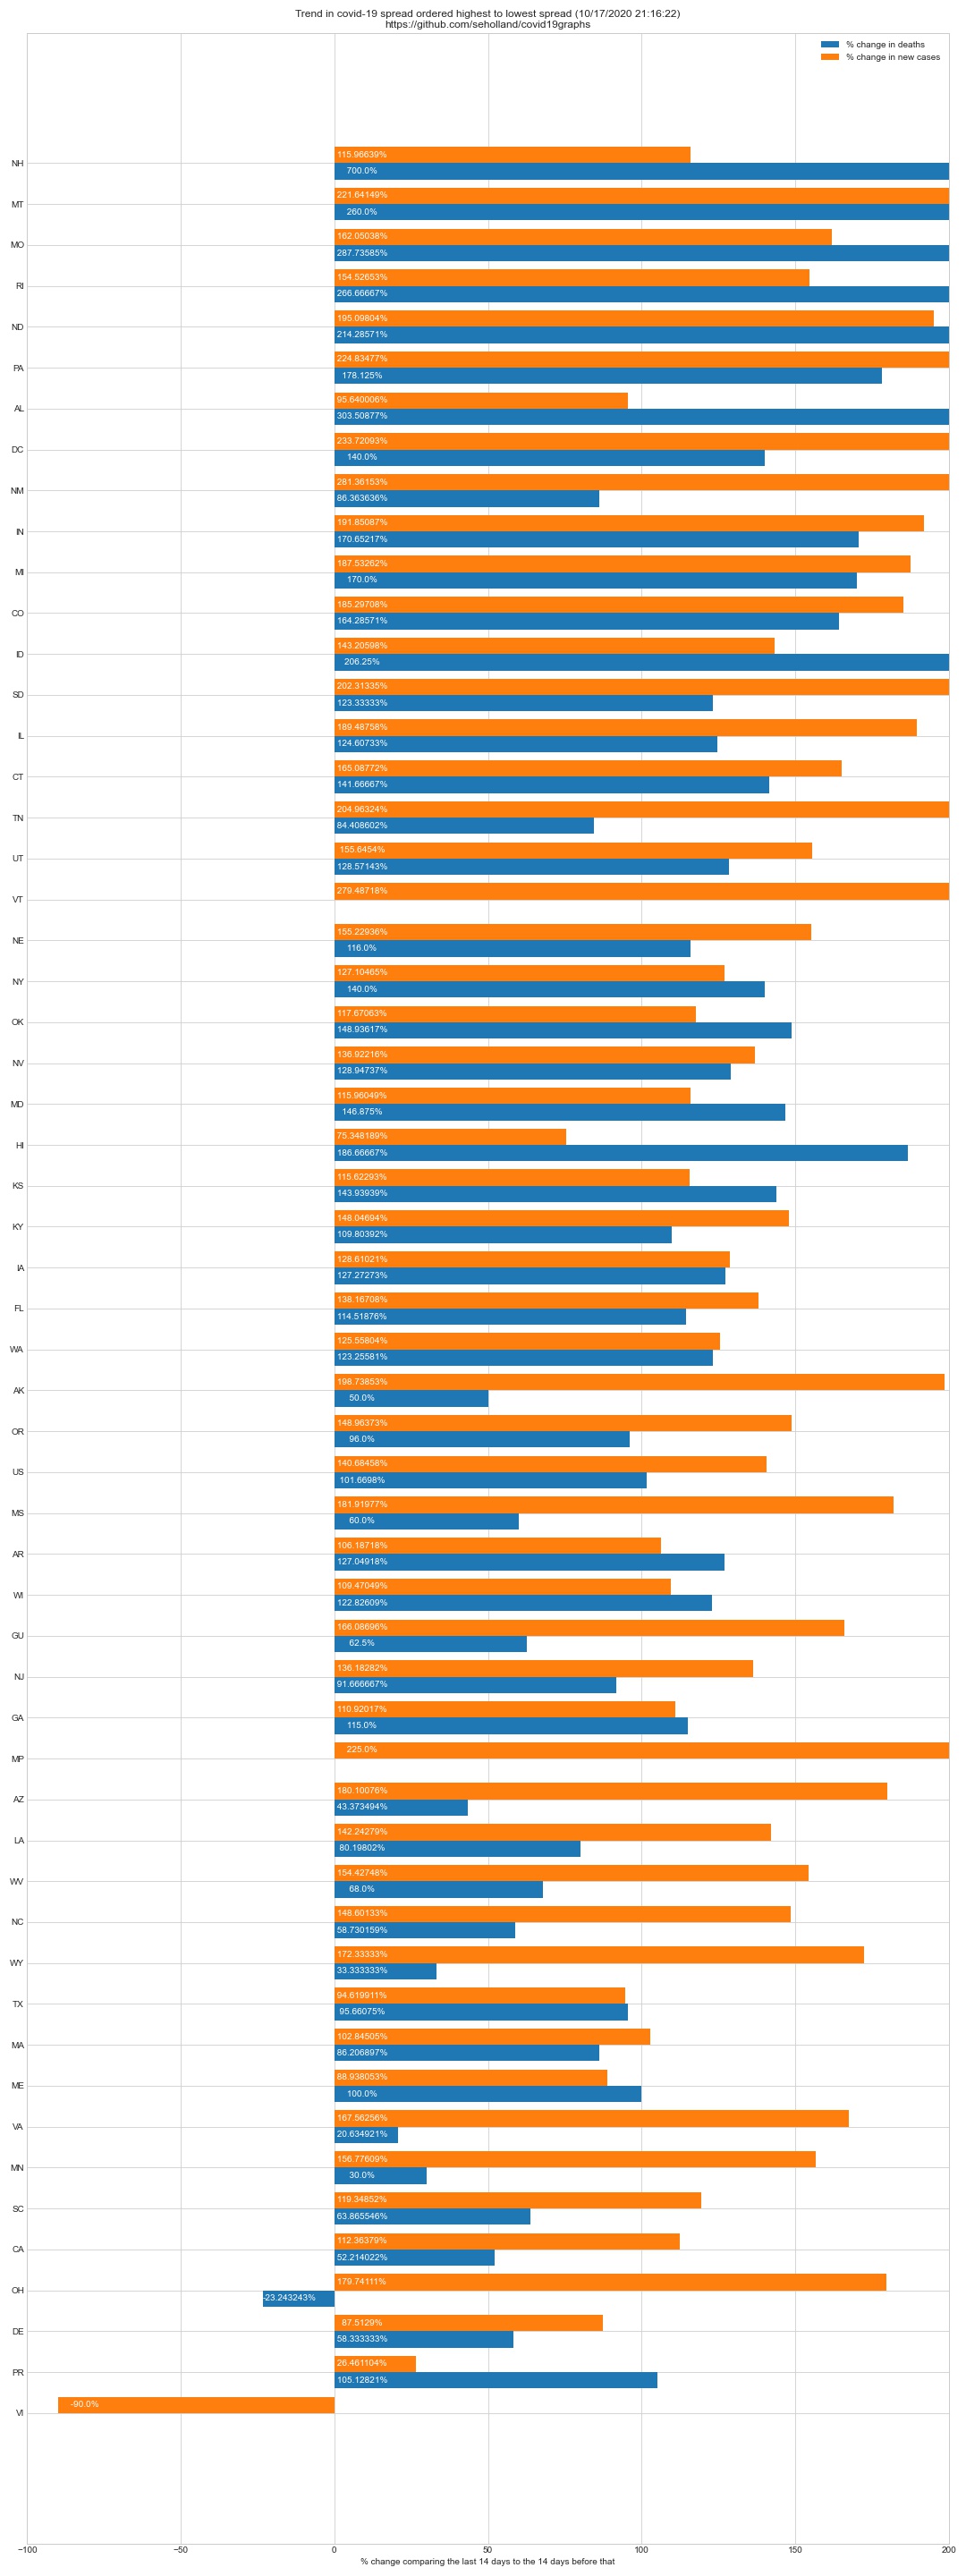 Trend in covid-19 spread ordered highest to lowest spread (10/17/2020 21:16:22)
https://github.com/seholland/covid19graphs
% change in deaths
% change in new cases
115.96639%
NH
700.0%
221.64149%
MT
260.0%
162.05038%
MO
287.73585%
154.52653%
RI
266.66667%
195.09804%
ND
214.28571%
224.83477%
PA
178.125%
95.640006%
AL
303.50877%
233.72093%
DC
140.0%
281.36153%
NM
86.363636%
191.85087%
IN
170.65217%
187.53262%
MI
170.0%
185.29708%
CO
164.28571%
143.20598%
ID
206.25%
202.31335%
SD
123.33333%
189.48758%
IL
124.60733%
165.08772%
CT
141.66667%
204.96324%
TN
84.408602%
155.6454%
UT
128.57143%
279.48718%
VT
155.22936%
NE
116.0%
127.10465%
NY
140.0%
117.67063%
OK
148.93617%
136.92216%
NV
128.94737%
115.96049%
MD
146.875%
75.348189%
HI
186.66667%
115.62293%
KS
143.93939%
148.04694%
KY
109.80392%
128.61021%
IA
127.27273%
138.16708%
FL
114.51876%
125.55804%
WA
123.25581%
198.73853%
AK
50.0%
148.96373%
OR
96.0%
140.68458%
US
101.6698%
181.91977%
MS
60.0%
106.18718%
AR
127.04918%
109.47049%
WI
122.82609%
166.08696%
GU
62.5%
136.18282%
NJ
91.666667%
110.92017%
GA
115.0%
225.0%
MP
180.10076%
AZ
43.373494%
142.24279%
LA
80.19802%
154.42748%
WV
68.0%
148.60133%
NC
58.730159%
172.33333%
WY
33.333333%
94.619911%
TX
95.66075%
102.84505%
MA
86.206897%
88.938053%
ME
100.0%
167.56256%
VA
20.634921%
156.77609%
MN
30.0%
119.34852%
SC
63.865546%
112.36379%
CA
52.214022%
179.74111%
OH
-23.243243%
87.5129%
DE
58.333333%
26.461104%
PR
105.12821%
-90.0%
VI
−100 −50 0 50 100 150 200
% change comparing the last 14 days to the 14 days before that